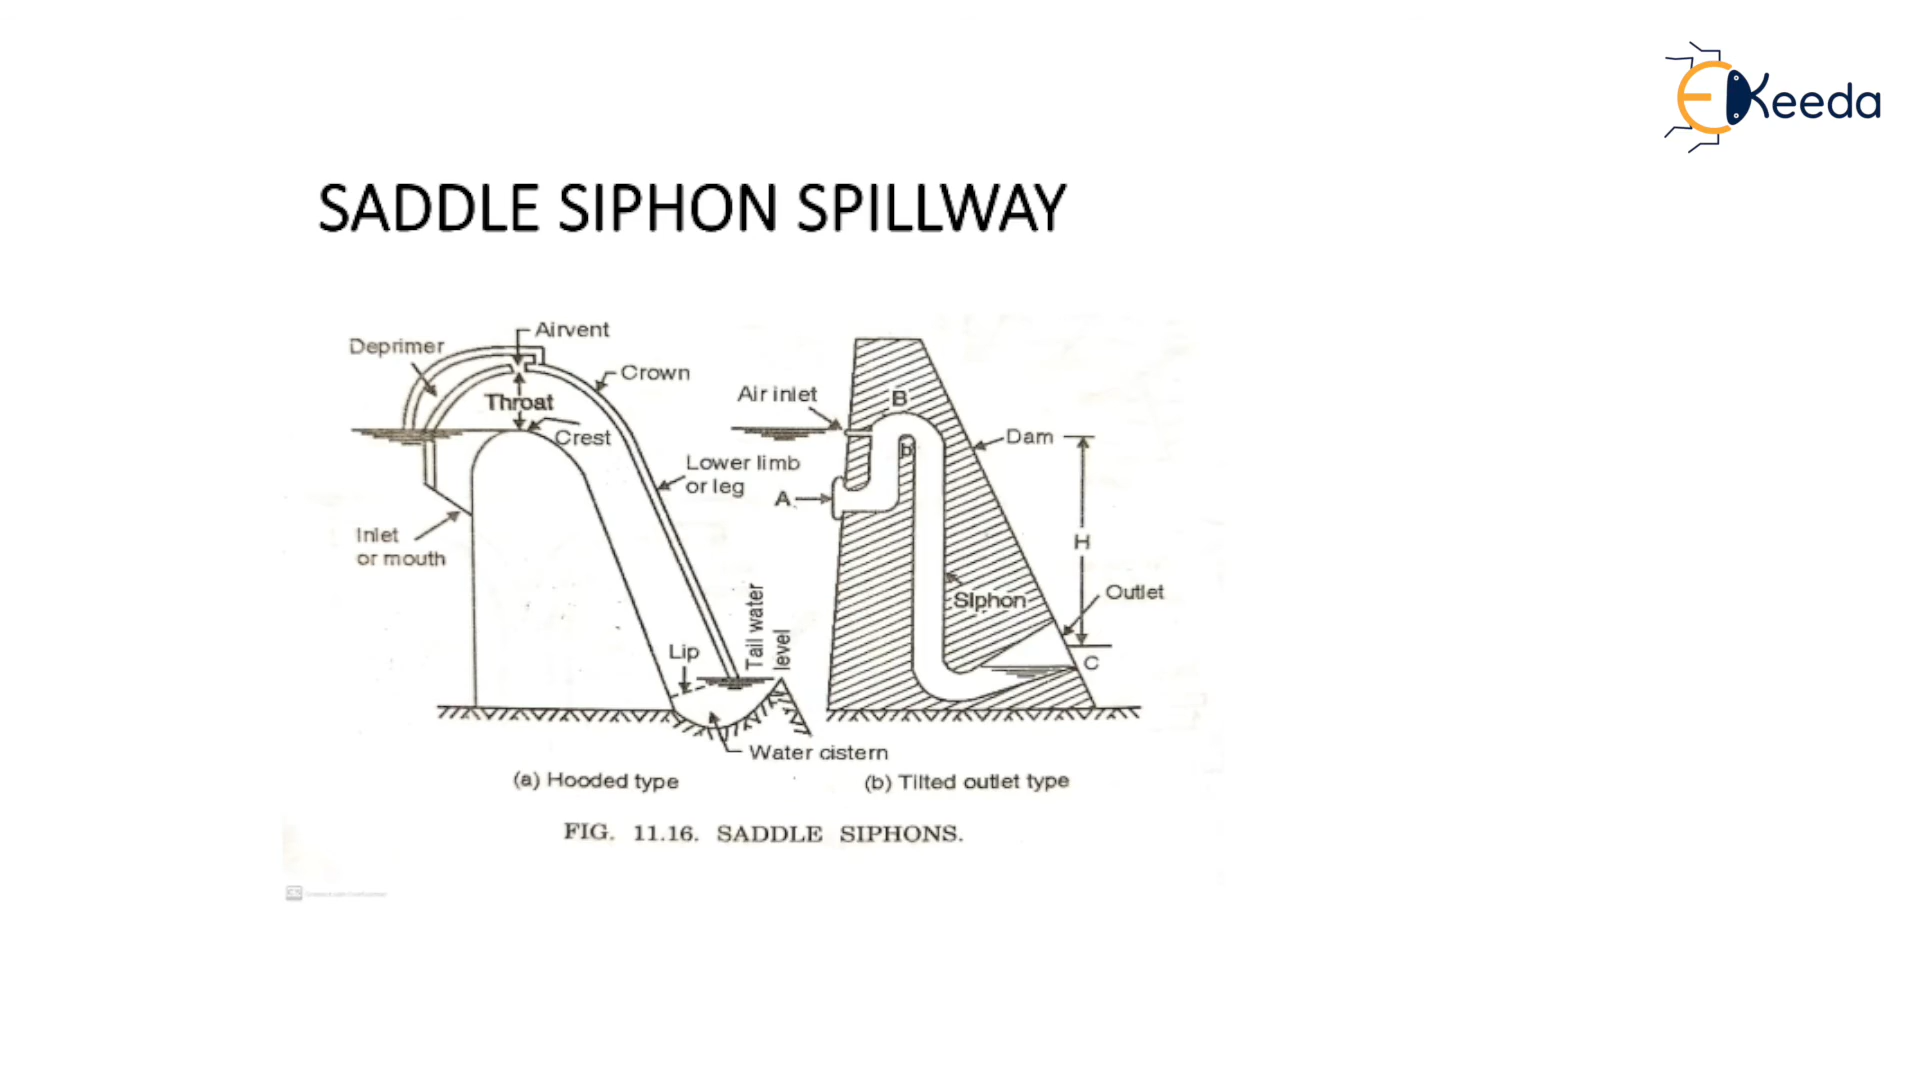 EKeeda
SADDLE SIPHON SPILLWAY
Airvent
Deprimer
Crown
Throat
Crest
Lower limb
or leg
Inlet
or mouth
Tail water
level
Lip
Water cistern
(a) Hooded type
Air inlet
B
b
Dam
A
H
Siphon
Outlet
C
(b) Tilted outlet type
FIG. 11.16. SADDLE SIPHONS.
CS